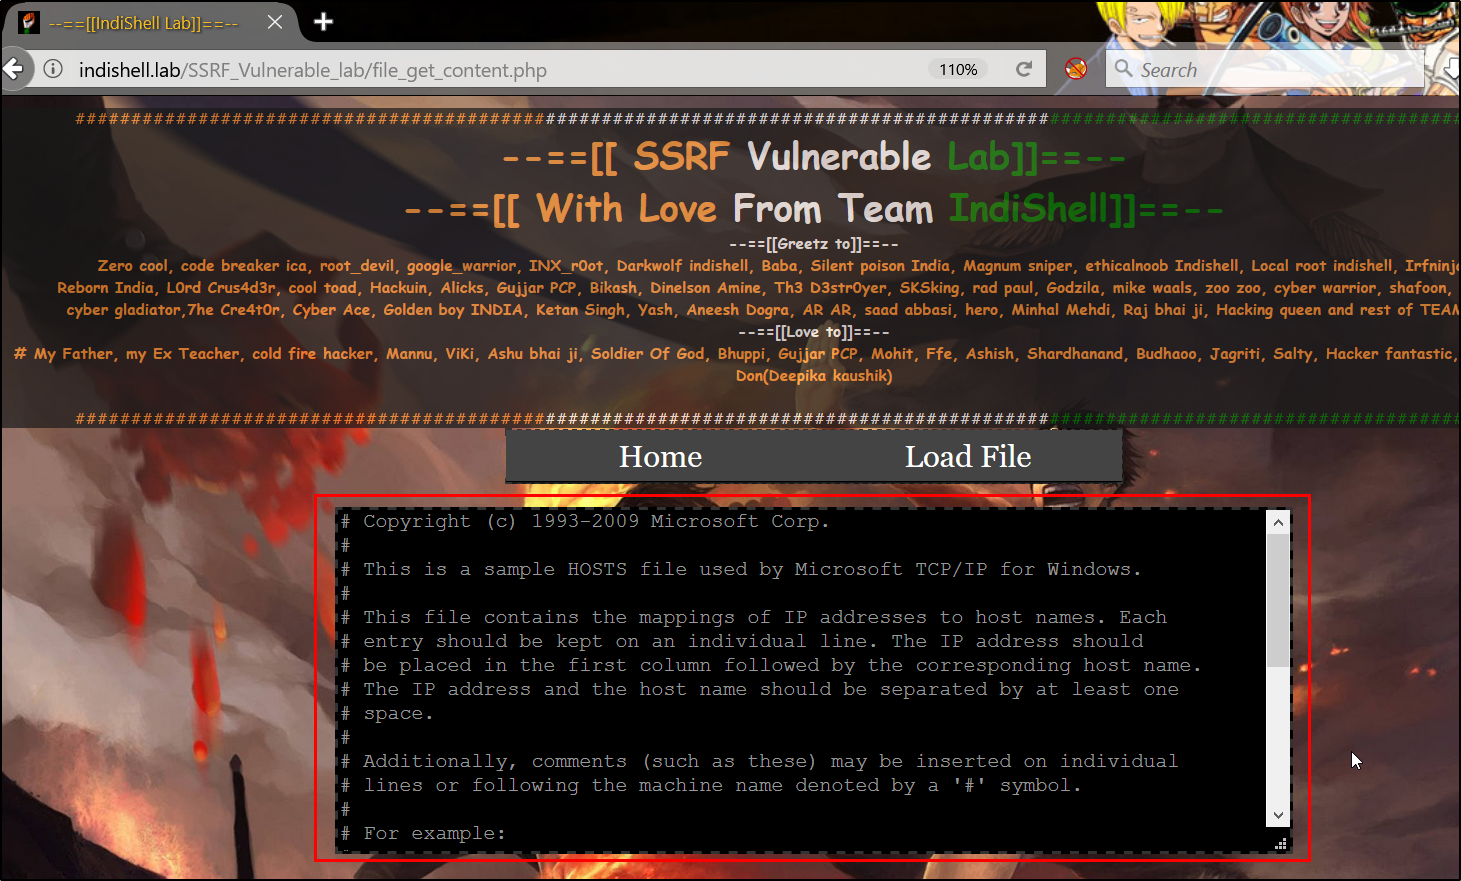 --==[[IndiShell Lab]]==--
indishell.lab/SSRF_Vulnerable_lab/file_get_content.php
110%
Search
##########################################################################################################################
--==[[ SSRF Vulnerable Lab]]==--
--==[[ With Love From Team IndiShell]]==--
--==[[Greetz to]]==--
Zero cool, code breaker ica, root_devil, google_warrior, INX_r0ot, Darkwolf indishell, Baba, Silent poison India, Magnum sniper, ethicalnoob Indishell, Local root indishell, Irfninja
Reborn India, L0rd Crus4d3r, cool toad, Hackuin, Alicks, Gujjar PCP, Bikash, Dinelson Amine, Th3 D3str0yer, SKSking, rad paul, Godzila, mike waals, zoo zoo, cyber warrior, shafoon,
cyber gladiator,7he Cre4t0r, Cyber Ace, Golden boy INDIA, Ketan Singh, Yash, Aneesh Dogra, AR AR, saad abbasi, hero, Minhal Mehdi, Raj bhai ji, Hacking queen and rest of TEAM
--==[[Love to]]==--
# My Father, my Ex Teacher, cold fire hacker, Mannu, ViKi, Ashu bhai ji, Soldier Of God, Bhuppi, Gujjar PCP, Mohit, Ffe, Ashish, Shardhanand, Budhaoo, Jagriti, Salty, Hacker fantastic,
Don(Deepika kaushik)
##########################################################################################################################
Home Load File
# Copyright (c) 1993-2009 Microsoft Corp.
#
# This is a sample HOSTS file used by Microsoft TCP/IP for Windows.
#
# This file contains the mappings of IP addresses to host names. Each
# entry should be kept on an individual line. The IP address should
# be placed in the first column followed by the corresponding host name.
# The IP address and the host name should be separated by at least one
# space.
#
# Additionally, comments (such as these) may be inserted on individual
# lines or following the machine name denoted by a '#' symbol.
#
# For example: